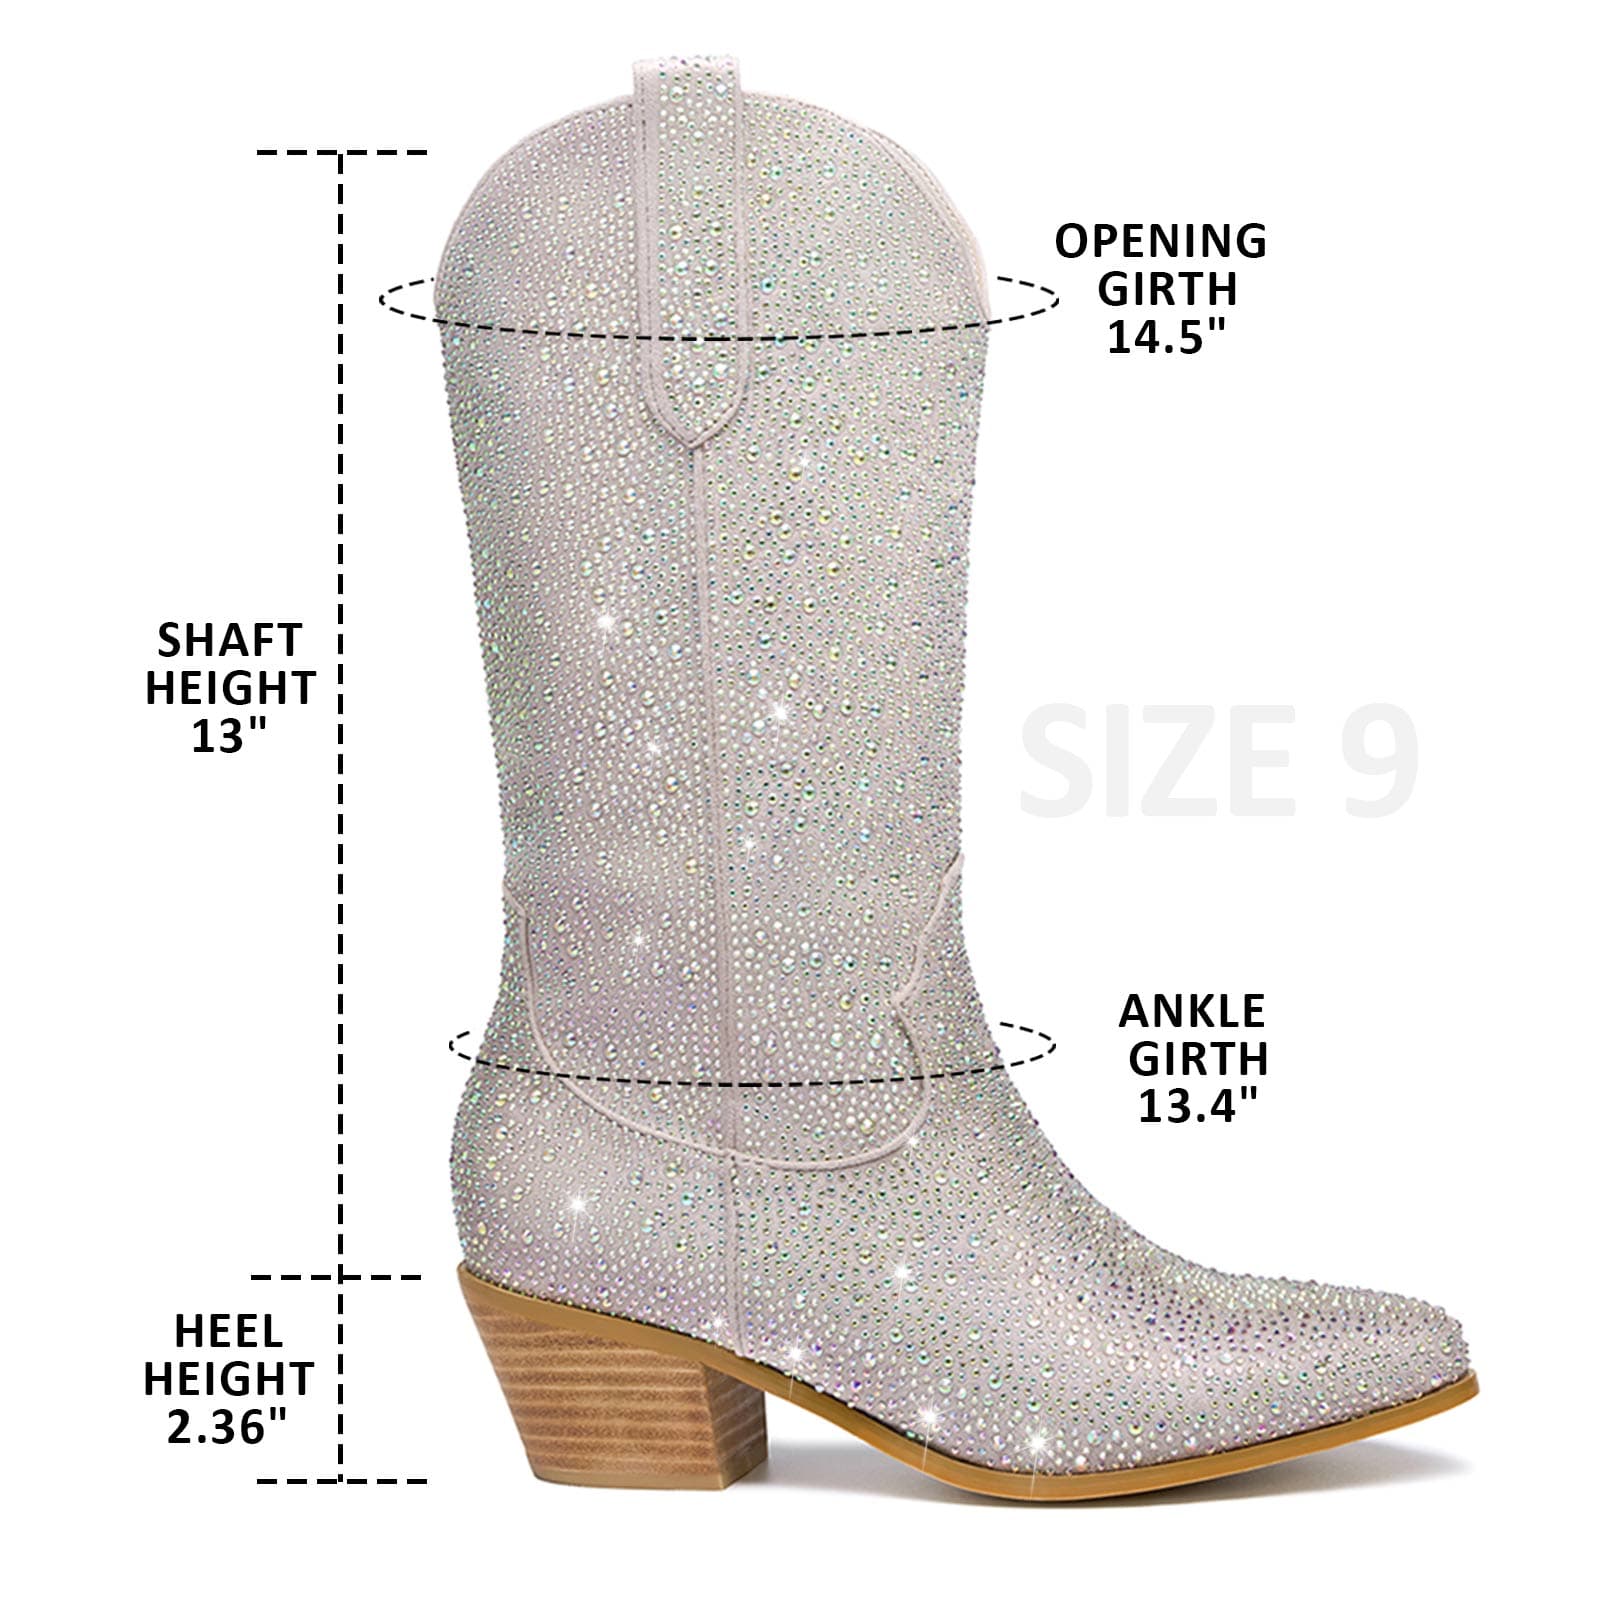 OPENING
GIRTH
14.5"
SHAFT
HEIGHT
13"
SIZE 9
ANKLE
GIRTH
13.4"
HEEL
HEIGHT
2.36"